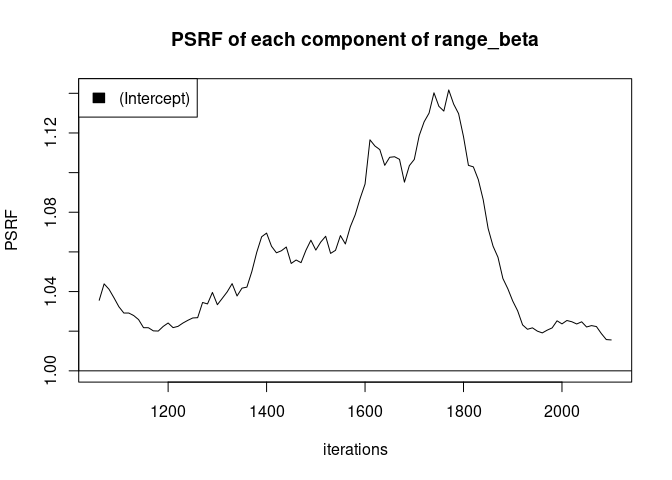 PSRF of each component of range_beta
(Intercept)
PSRF
1.00
1.04
1.08
1.12
1200
1400
1600
1800
2000
iterations